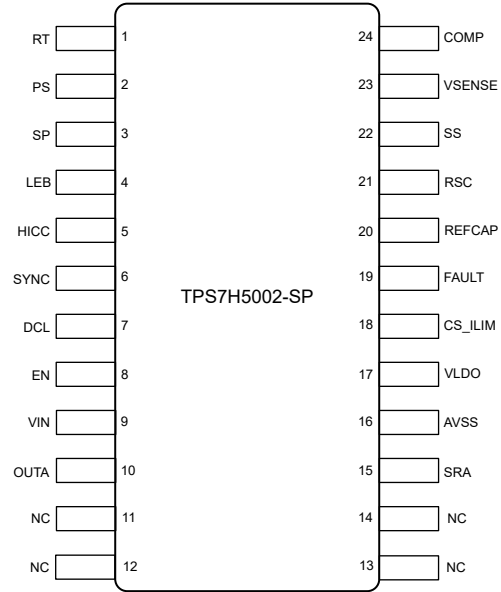 RT 1 24 COMP
PS 2 23 VSENSE
SP 3 22 SS
LEB 4 21 RSC
HICC 5 20 REFCAP
SYNC 6 19 FAULT
TPS7H5002-SP
DCL 7 18 CS_ILIM
EN 8 17 VLDO
VIN 9 16 AVSS
OUTA 10 15 SRA
NC 11 14 NC
NC 12 13 NC